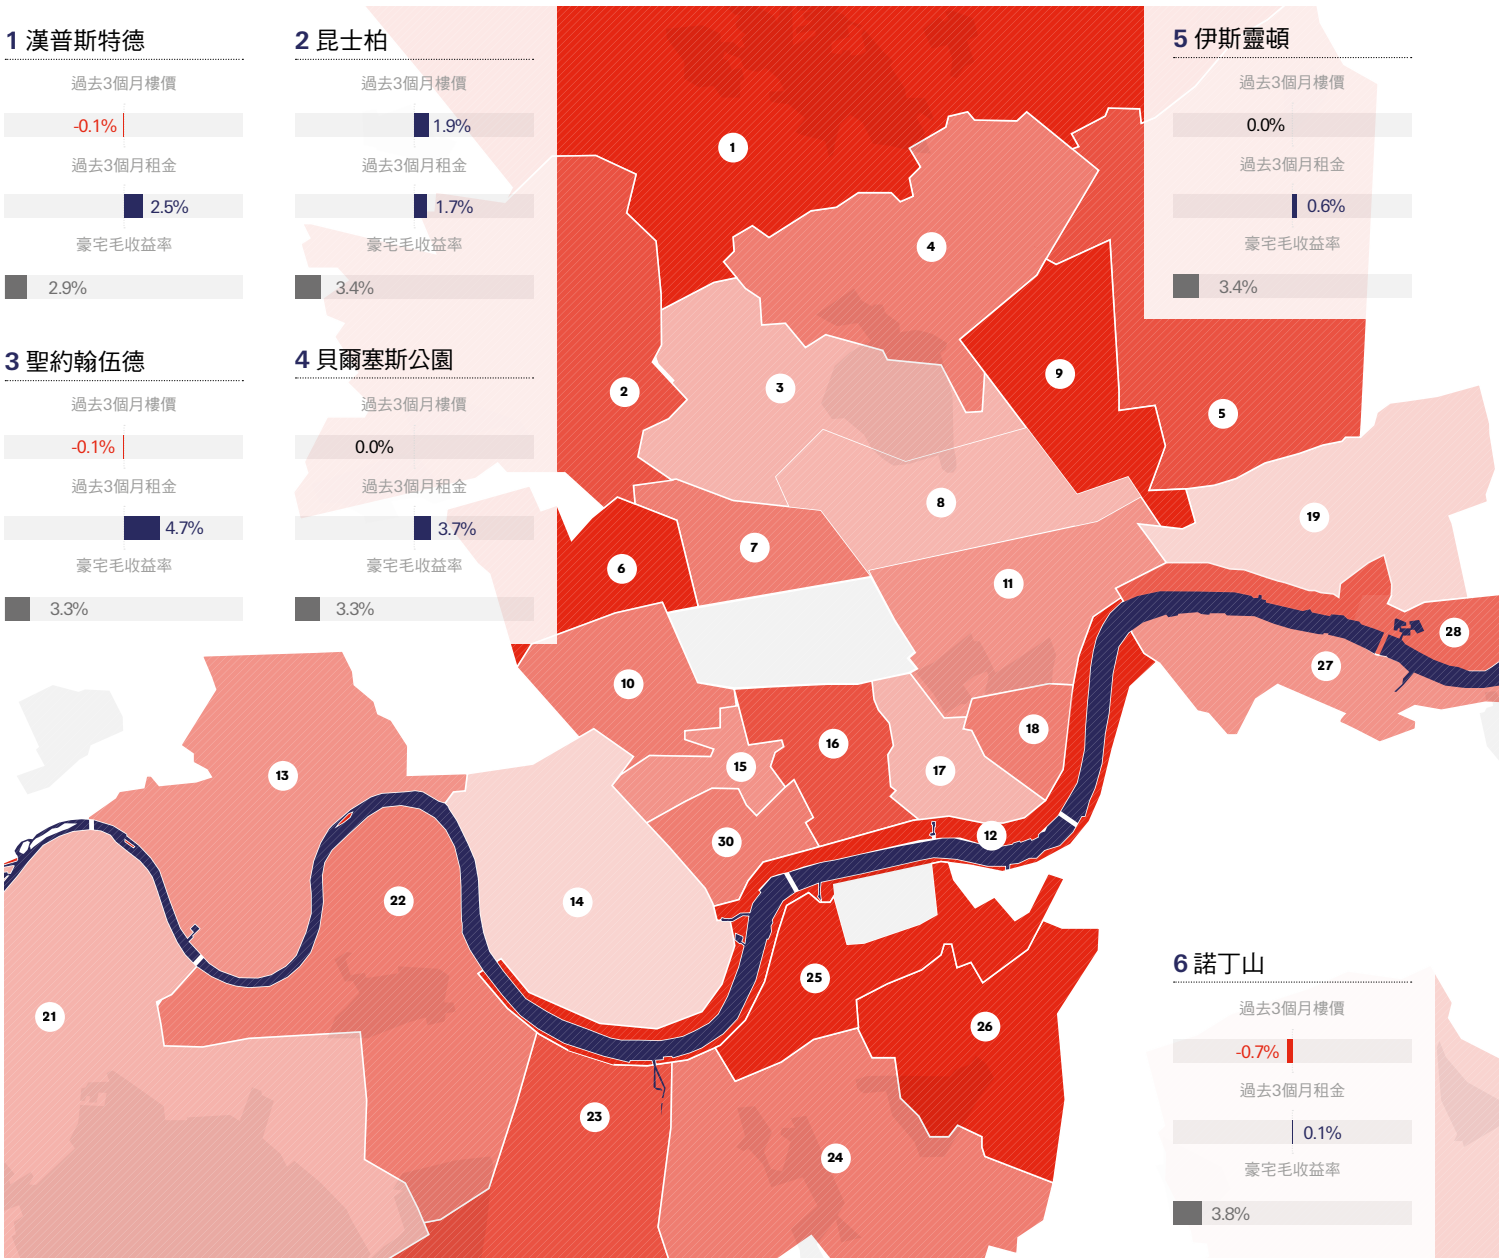 1 漢普斯特德
過去3個月樓價
-0.1%
過去3個月租金
2.5%
豪宅毛收益率
2.9%
2 昆士柏
過去3個月樓價
1.9%
過去3個月租金
1.7%
豪宅毛收益率
3.4%
3 聖約翰伍德
過去3個月樓價
-0.1%
過去3個月租金
4.7%
豪宅毛收益率
3.3%
4 貝爾塞斯公園
過去3個月樓價
0.0%
過去3個月租金
3.7%
豪宅毛收益率
3.3%
5 伊斯靈頓
過去3個月樓價
0.0%
過去3個月租金
0.6%
豪宅毛收益率
3.4%
6 諾丁山
過去3個月樓價
-0.7%
過去3個月租金
0.1%
豪宅毛收益率
3.8%
1
4
9
2
3
5
8
19
7
6
11
28
27
10
18
16
15
17
13
12
30
22
14
25
21
26
23
24